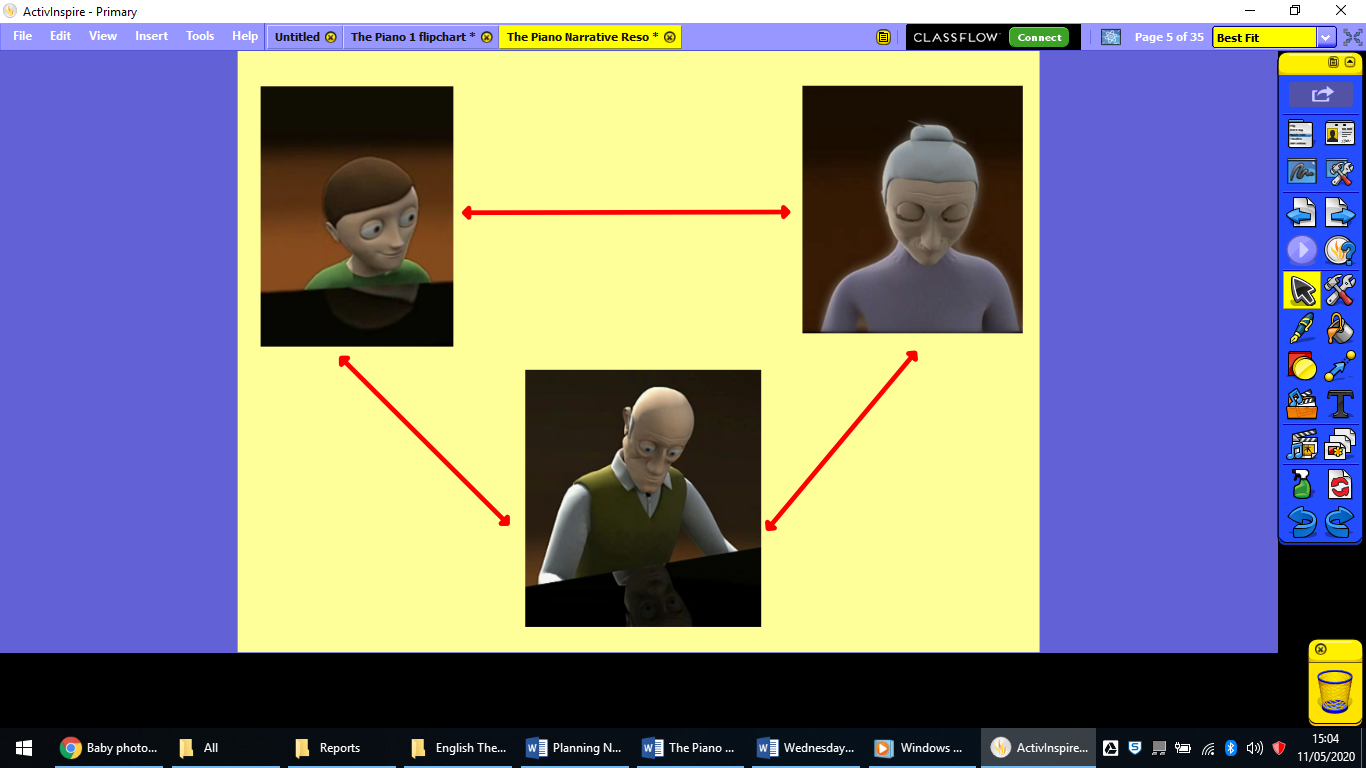 ActivInspire - Primary
File Edit View Insert Tools Help Untitled The Piano 1 flipchart * The Piano Narrative Reso * CLASSFLOW Connect Page 5 of 35 Best Fit
Baby photo... All Reports English The... Planning N... The Piano ... Wednesday... Windows ... ActivInspire... 15:04
11/05/2020